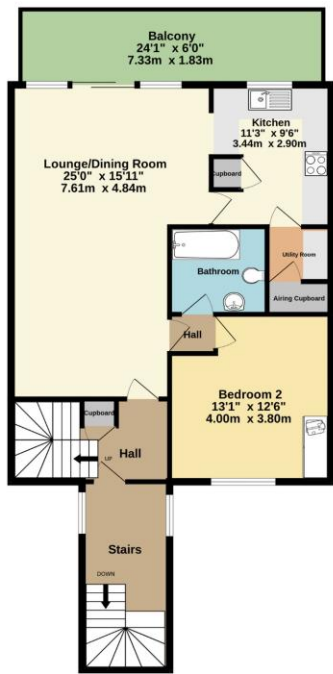 Balcony
24'1" x 6'0"
7.33m x 1.83m
Kitchen
11'3" x 9'6"
3.44m x 2.90m
Lounge/Dining Room
25'0" x 15'11"
7.61m x 4.84m
Cupboard
Utility Room
Bathroom
Airing Cupboard
Hall
Bedroom 2
13'1" x 12'6"
4.00m x 3.80m
Cupboard
UP
Hall
Stairs
DOWN